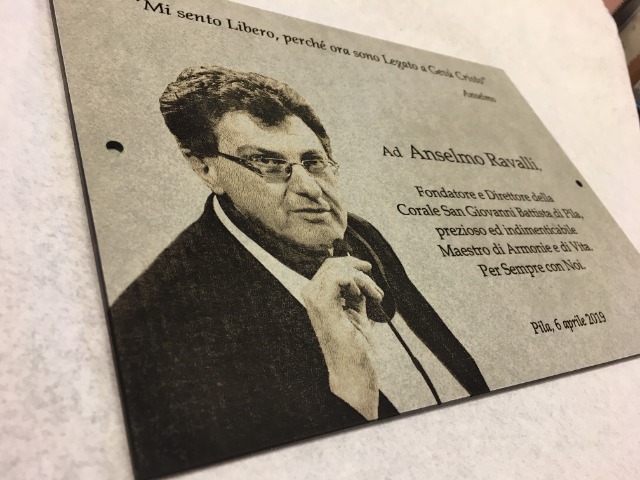 "Mi sento Libero, perché ora sono Legato a Gesù Cristo"
Anselmo
Ad Anselmo Ravalli,
Fondatore e Direttore della
Corale San Giovanni Battista di Pila,
prezioso ed indimenticabile
Maestro di Armonie e di Vita.
Per Sempre con Noi.
Pila, 6 aprile 2019